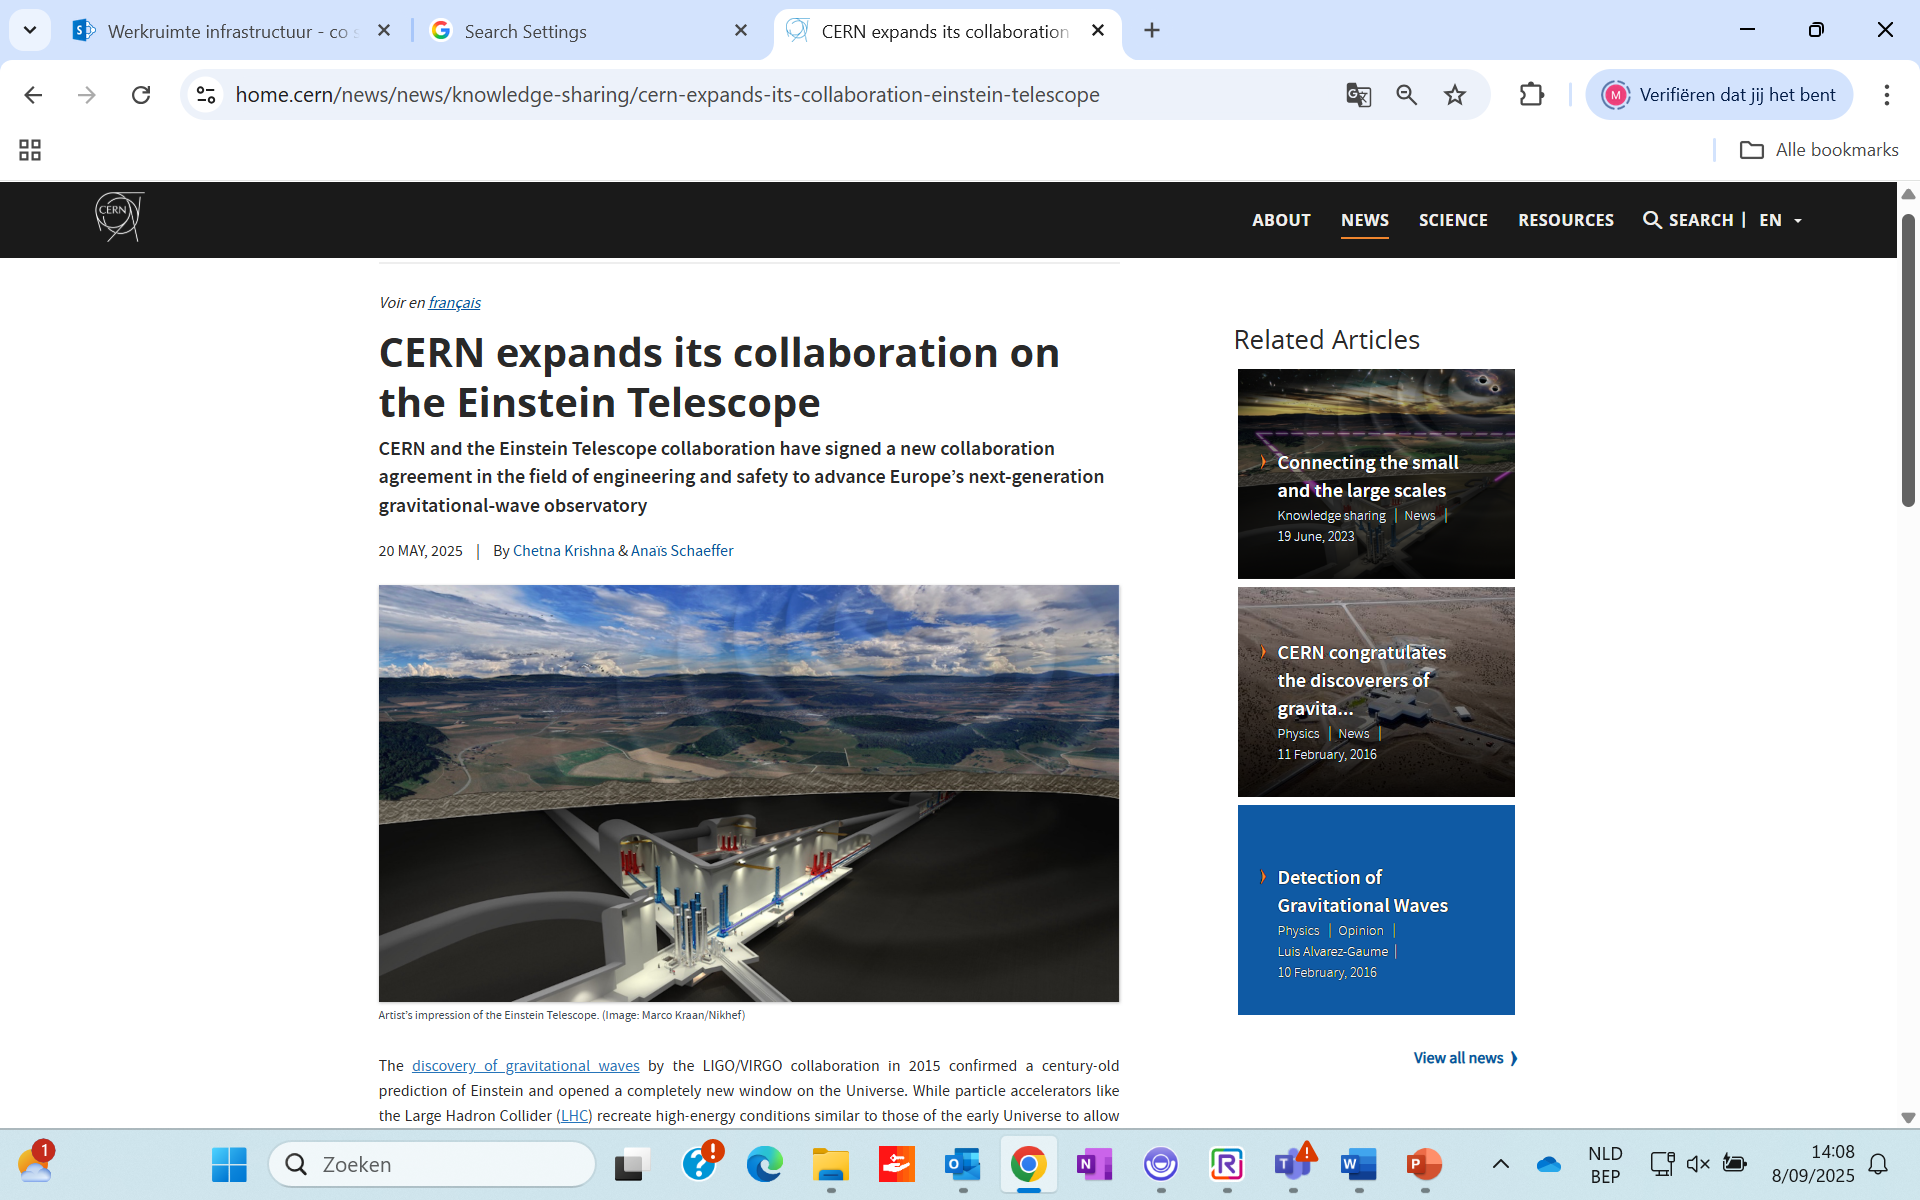 Werkruimte infrastructuur - co s
Search Settings
CERN expands its collaboration
home.cern/news/news/knowledge-sharing/cern-expands-its-collaboration-einstein-telescope
M
Verifiëren dat jij het bent
Alle bookmarks
CERN
ABOUT
NEWS
SCIENCE
RESOURCES
SEARCH |
EN
Voir en français
CERN expands its collaboration on
the Einstein Telescope
CERN and the Einstein Telescope collaboration have signed a new collaboration
agreement in the field of engineering and safety to advance Europe’s next-generation
gravitational-wave observatory
20 MAY, 2025 | By Chetna Krishna & Anaïs Schaeffer
Artist’s impression of the Einstein Telescope. (Image: Marco Kraan/Nikhef)
The discovery of gravitational waves by the LIGO/VIRGO collaboration in 2015 confirmed a century-old
prediction of Einstein and opened a completely new window on the Universe. While particle accelerators like
the Large Hadron Collider (LHC) recreate high-energy conditions similar to those of the early Universe to allow
Related Articles
Connecting the small
and the large scales
Knowledge sharing | News |
19 June, 2023
CERN congratulates
the discoverers of
gravita...
Physics | News |
11 February, 2016
Detection of
Gravitational Waves
Physics | Opinion |
Luis Alvarez-Gaume |
10 February, 2016
View all news
1
Zoeken
NLD
BEP
14:08
8/09/2025